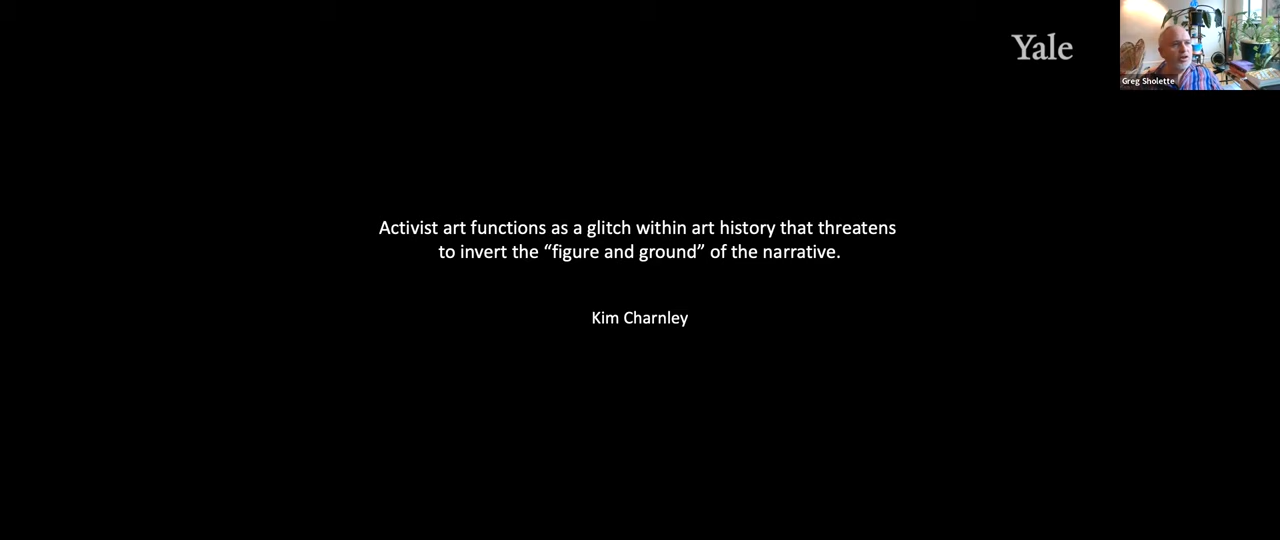 Yale
Greg Sholette
Activist art functions as a glitch within art history that threatens
to invert the “figure and ground” of the narrative.
Kim Charnley